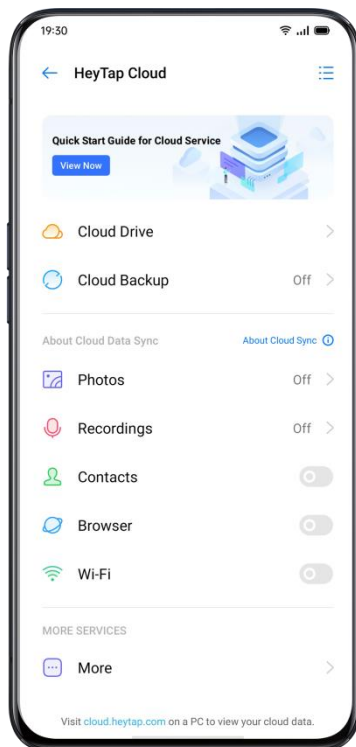 19:30
HeyTap Cloud
Quick Start Guide for Cloud Service
View Now
Cloud Drive
Cloud Backup Off
About Cloud Data Sync About Cloud Sync
Photos Off
Recordings Off
Contacts
Browser
Wi-Fi
MORE SERVICES
More
Visit cloud.heytap.com on a PC to view your cloud data.